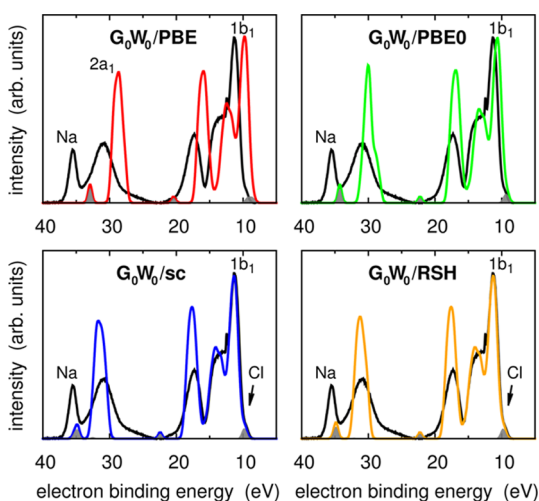 G₀W₀/PBE
1b₁
2a₁
Na
intensity (arb. units)
40 30 20 10
G₀W₀/PBE0
1b₁
Na
40 30 20 10
G₀W₀/sc
1b₁
Na
Cl
intensity (arb. units)
40 30 20 10
electron binding energy (eV)
G₀W₀/RSH
1b₁
Na
Cl
40 30 20 10
electron binding energy (eV)